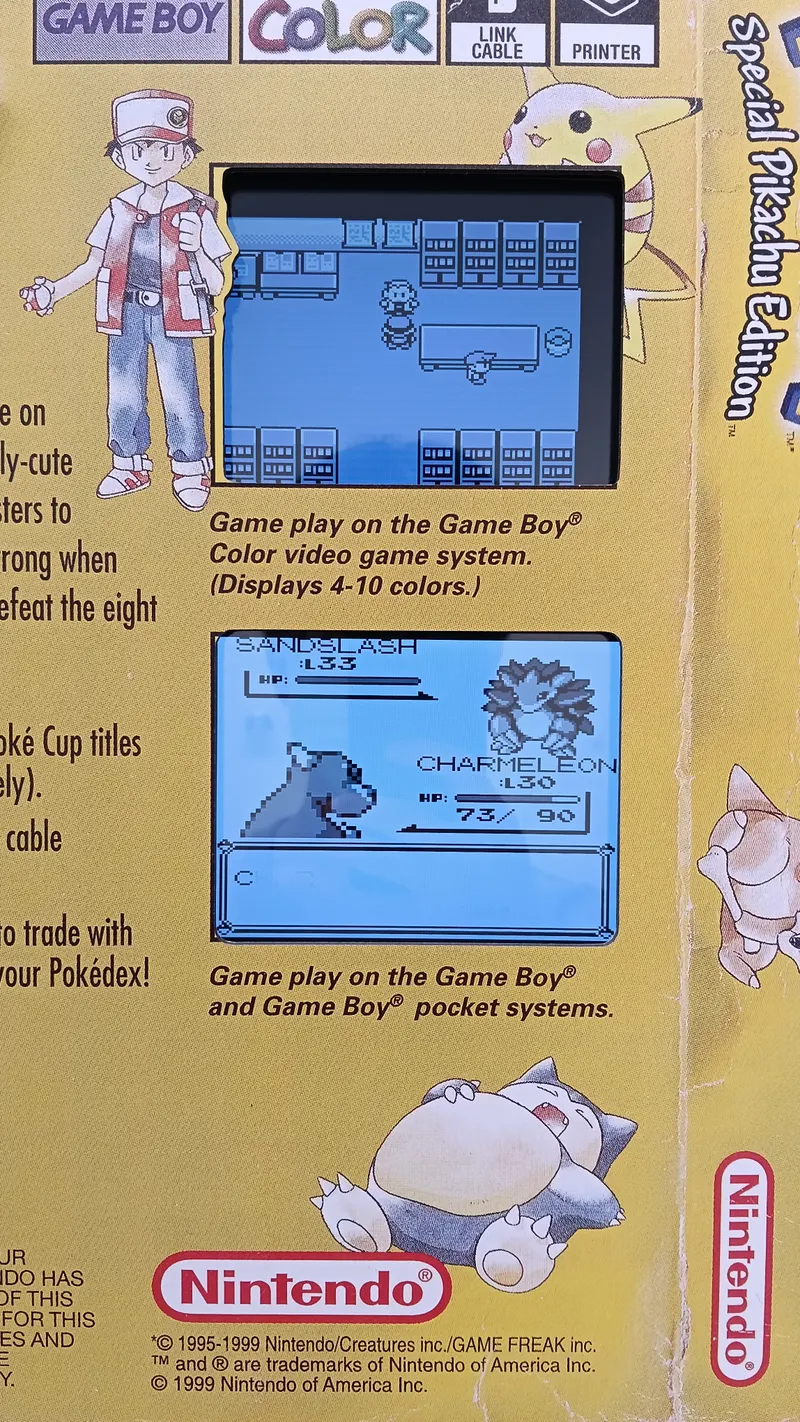 GAME BOY
COLOR
LINK
CABLE
PRINTER
Special Pikachu Edition™
e on
ly-cute
sters to
rong when
efeat the eight
Game play on the Game Boy®
Color video game system.
(Displays 4-10 colors.)
SANDSLASH
:L33
HP:
CHARMELEON
:L30
HP:
73/ 90
C
oké Cup titles
ely).
cable
to trade with
your Pokédex!
Game play on the Game Boy®
and Game Boy® pocket systems.
UR
NDO HAS
OF THIS
FOR THIS
ES AND
E
Y.
Nintendo®
Nintendo®
*© 1995-1999 Nintendo/Creatures inc./GAME FREAK inc.
™ and ® are trademarks of Nintendo of America Inc.
© 1999 Nintendo of America Inc.